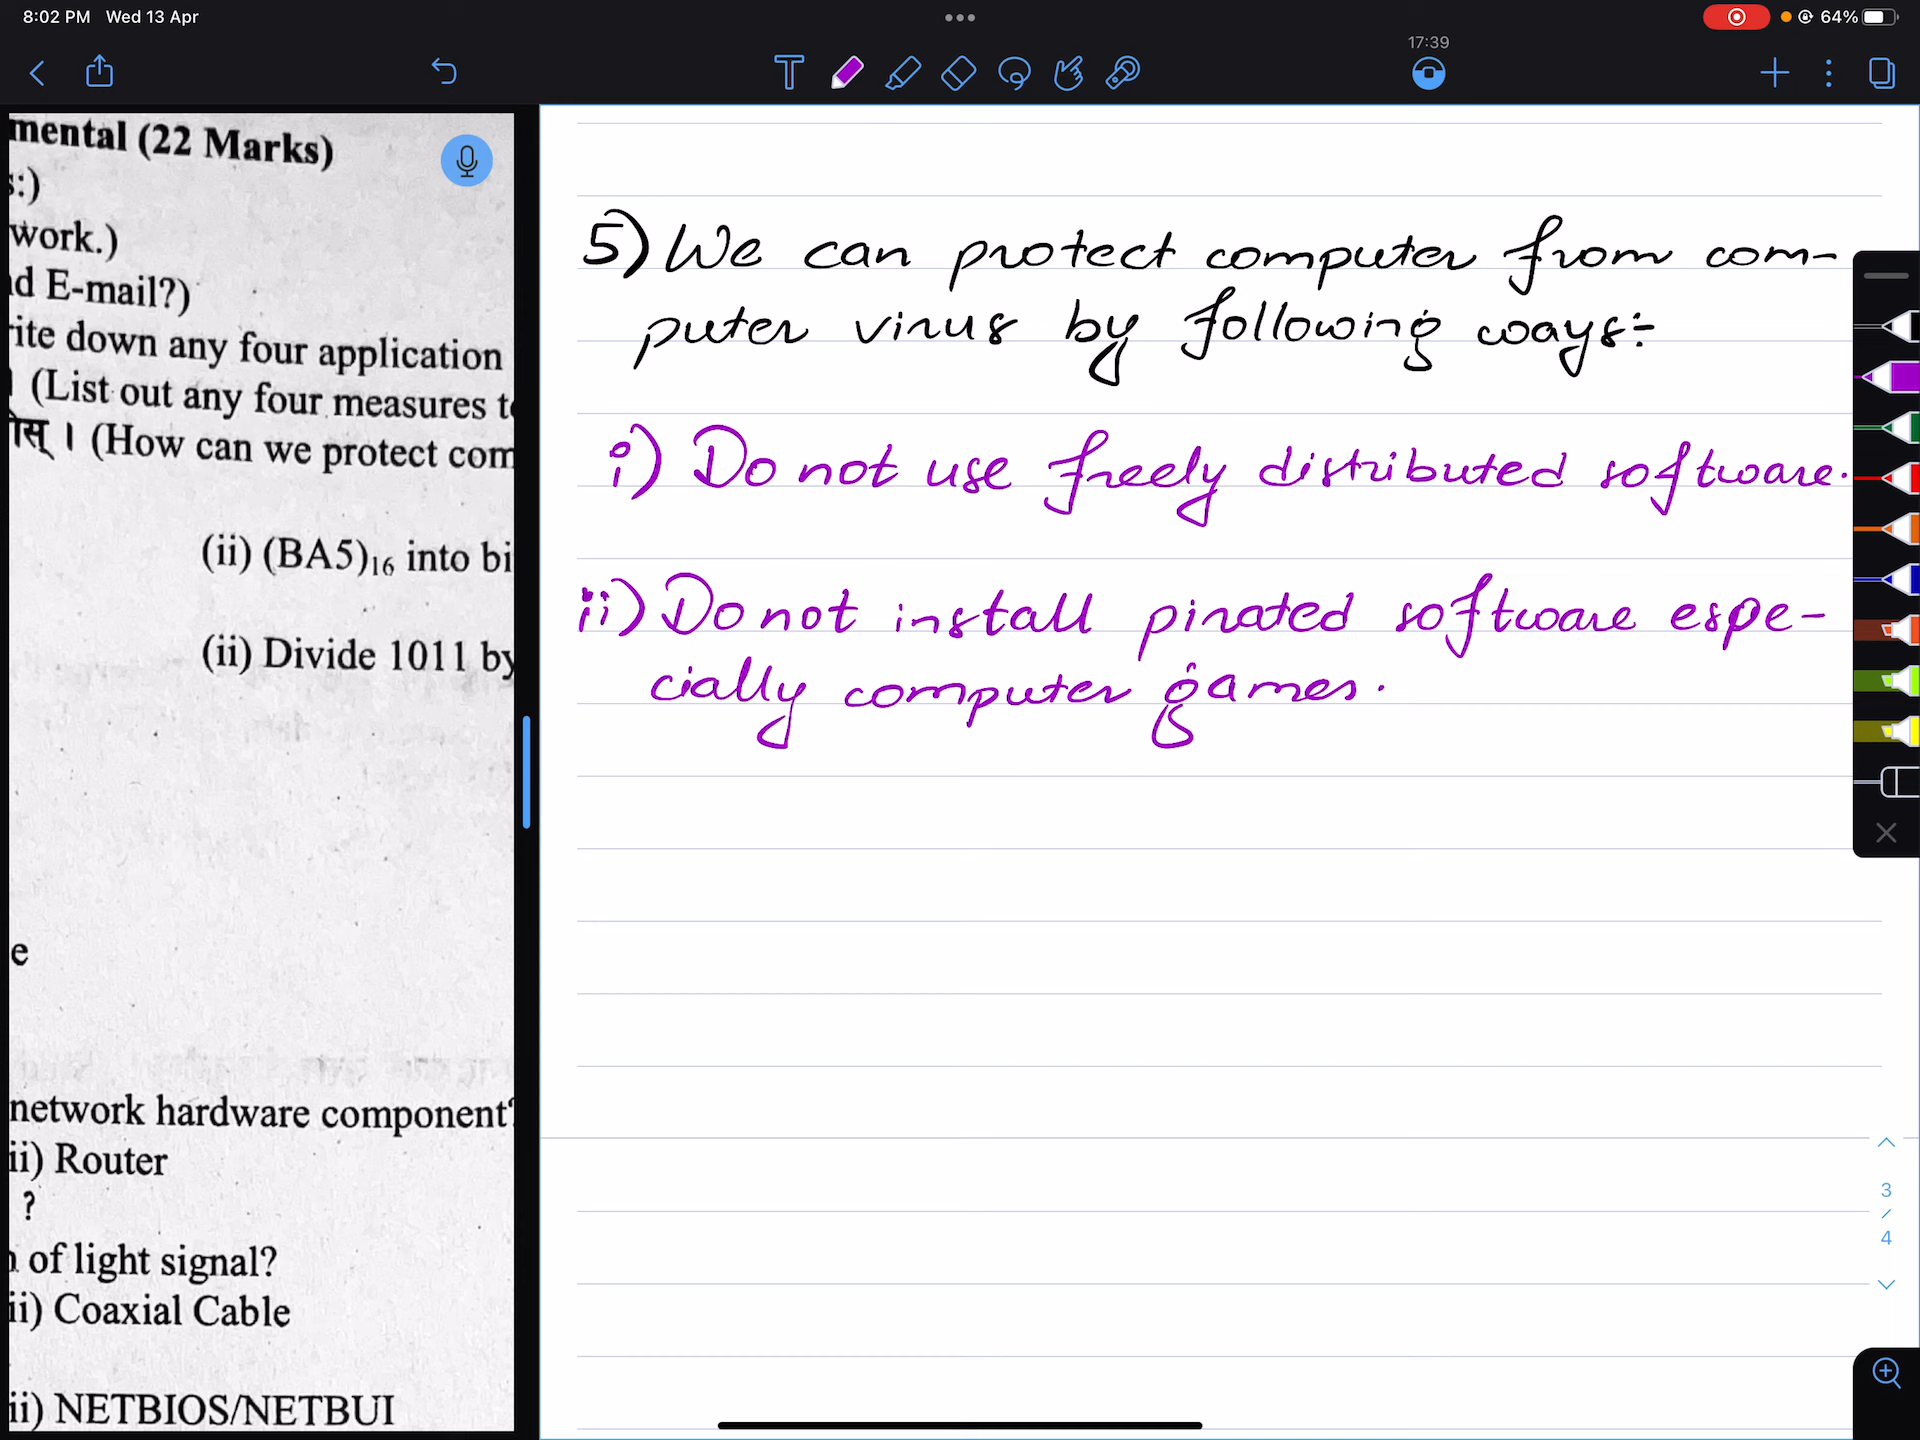 8:02 PM Wed 13 Apr
64%
17:39
mental (22 Marks)
s:)
work.)
nd E-mail?)
rite down any four application
। (List out any four measures to
ोस् । (How can we protect com
(ii) (BA5)₁₆ into bi
(ii) Divide 1011 by
e
network hardware component?
ii) Router
?
of light signal?
ii) Coaxial Cable
ii) NETBIOS/NETBUI
5) We can protect computer from com-
puter virus by following ways:-
i) Do not use freely distributed software.
ii) Do not install pirated software espe-
cially computer games.
3
/
4